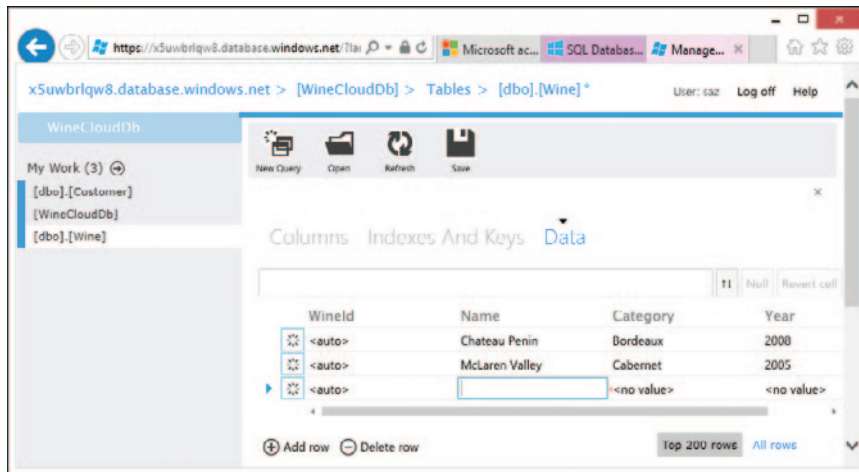 https://x5uwbrlqw8.database.windows.net/?lar
Microsoft ac... SQL Databas... Manage...
x5uwbrlqw8.database.windows.net > [WineCloudDb] > Tables > [dbo].[Wine] * User: saz Log off Help
WineCloudDb
My Work (3)
[dbo].[Customer]
[WineCloudDb]
[dbo].[Wine]
New Query Open Refresh Save
Columns Indexes And Keys Data
Null Revert cell
WineId Name Category Year
<auto> Chateau Penin Bordeaux 2008
<auto> McLaren Valley Cabernet 2005
<auto> <no value> <no value>
Add row Delete row Top 200 rows All rows